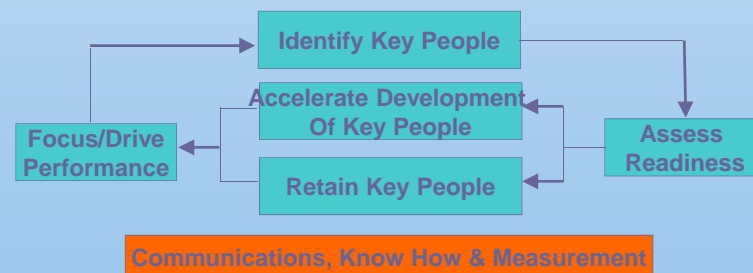 Identify Key People
Accelerate Development
Of Key People
Focus/Drive
Performance
Assess
Readiness
Retain Key People
Communications, Know How & Measurement